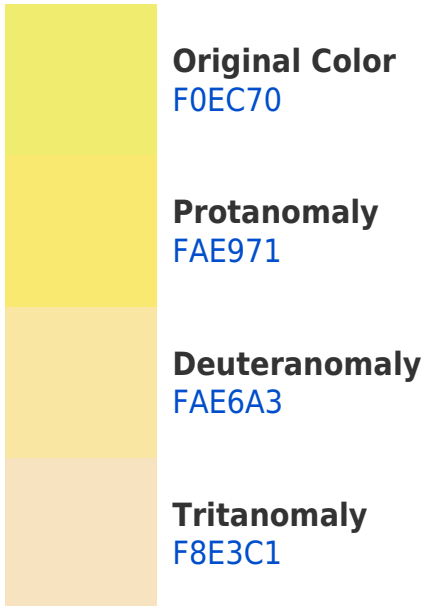 Original Color
F0EC70
Protanomaly
FAE971
Deuteranomaly
FAE6A3
Tritanomaly
F8E3C1